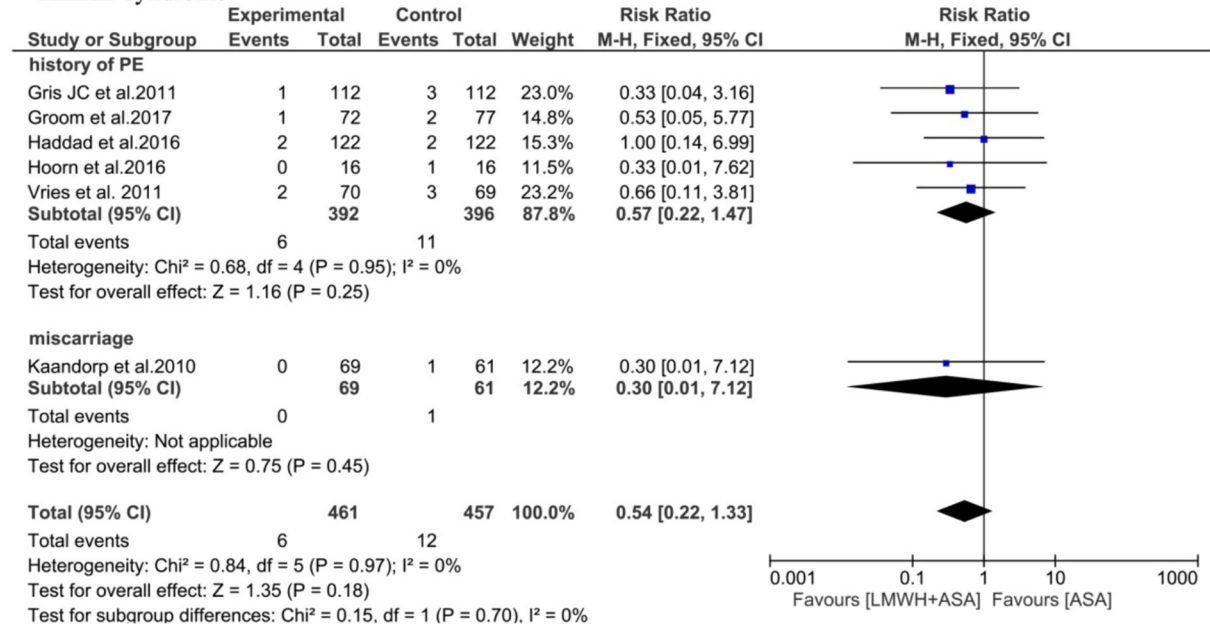 Experimental Control Risk Ratio Risk Ratio
Study or Subgroup Events Total Events Total Weight M-H, Fixed, 95% CI M-H, Fixed, 95% CI
history of PE
Gris JC et al.2011 1 112 3 112 23.0% 0.33 [0.04, 3.16]
Groom et al.2017 1 72 2 77 14.8% 0.53 [0.05, 5.77]
Haddad et al.2016 2 122 2 122 15.3% 1.00 [0.14, 6.99]
Hoorn et al.2016 0 16 1 16 11.5% 0.33 [0.01, 7.62]
Vries et al. 2011 2 70 3 69 23.2% 0.66 [0.11, 3.81]
Subtotal (95% CI) 392 396 87.8% 0.57 [0.22, 1.47]
Total events 6 11
Heterogeneity: Chi² = 0.68, df = 4 (P = 0.95); I² = 0%
Test for overall effect: Z = 1.16 (P = 0.25)
miscarriage
Kaandorp et al.2010 0 69 1 61 12.2% 0.30 [0.01, 7.12]
Subtotal (95% CI) 69 61 12.2% 0.30 [0.01, 7.12]
Total events 0 1
Heterogeneity: Not applicable
Test for overall effect: Z = 0.75 (P = 0.45)
Total (95% CI) 461 457 100.0% 0.54 [0.22, 1.33]
Total events 6 12
Heterogeneity: Chi² = 0.84, df = 5 (P = 0.97); I² = 0%
Test for overall effect: Z = 1.35 (P = 0.18)
Test for subgroup differences: Chi² = 0.15, df = 1 (P = 0.70), I² = 0%
0.001 0.1 1 10 1000
Favours [LMWH+ASA] Favours [ASA]